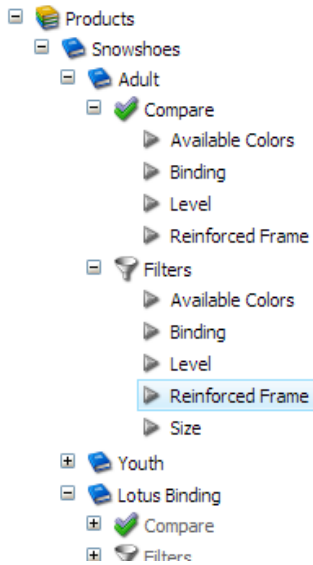 Products
Snowshoes
Adult
Compare
Available Colors
Binding
Level
Reinforced Frame
Filters
Available Colors
Binding
Level
Reinforced Frame
Size
Youth
Lotus Binding
Compare
Filters